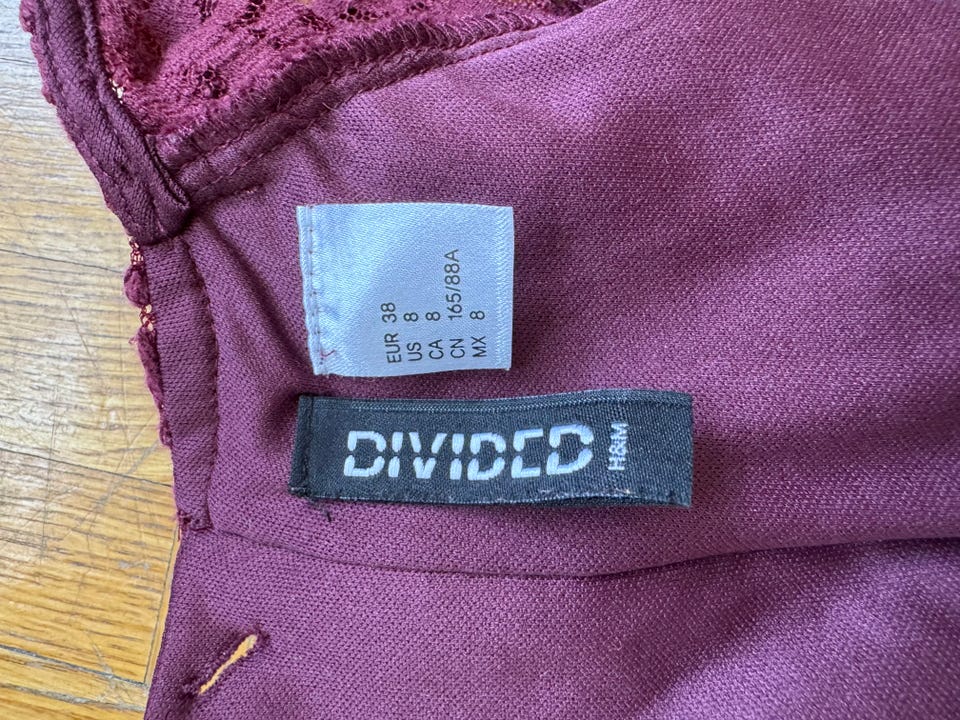 EUR 38
US 8
CA 8
CN 165/88A
MX 8
DIVIDED
H&M